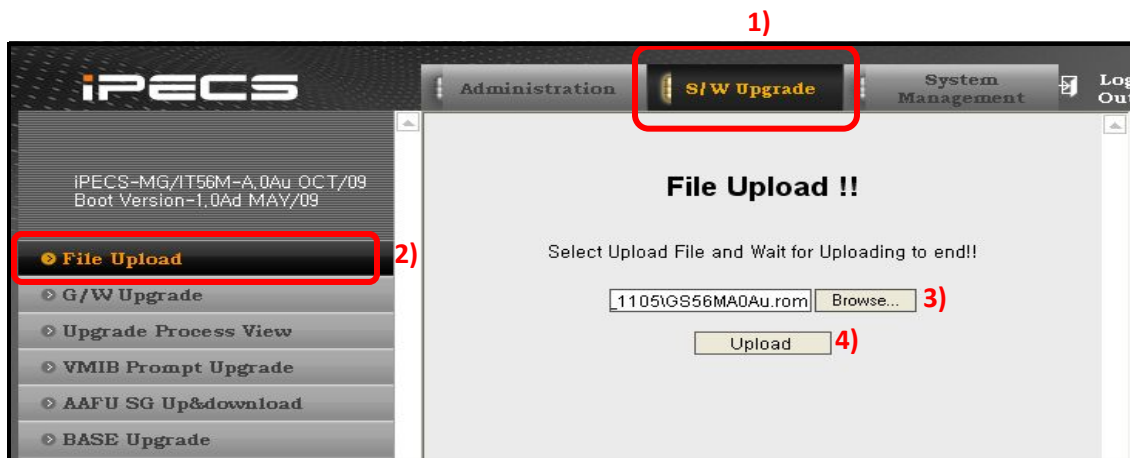 1)
iPECS
Administration
S/W Upgrade
System
Management
Log
Out
iPECS-MG/IT56M-A.0Au OCT/09
Boot Version-1.0Ad MAY/09
File Upload !!
2)
File Upload
Select Upload File and Wait for Uploading to end!!
G/W Upgrade
_1105\GS56MA0Au.rom
Browse...
3)
Upgrade Process View
Upload
4)
VMIB Prompt Upgrade
AAFU SG Up&download
BASE Upgrade